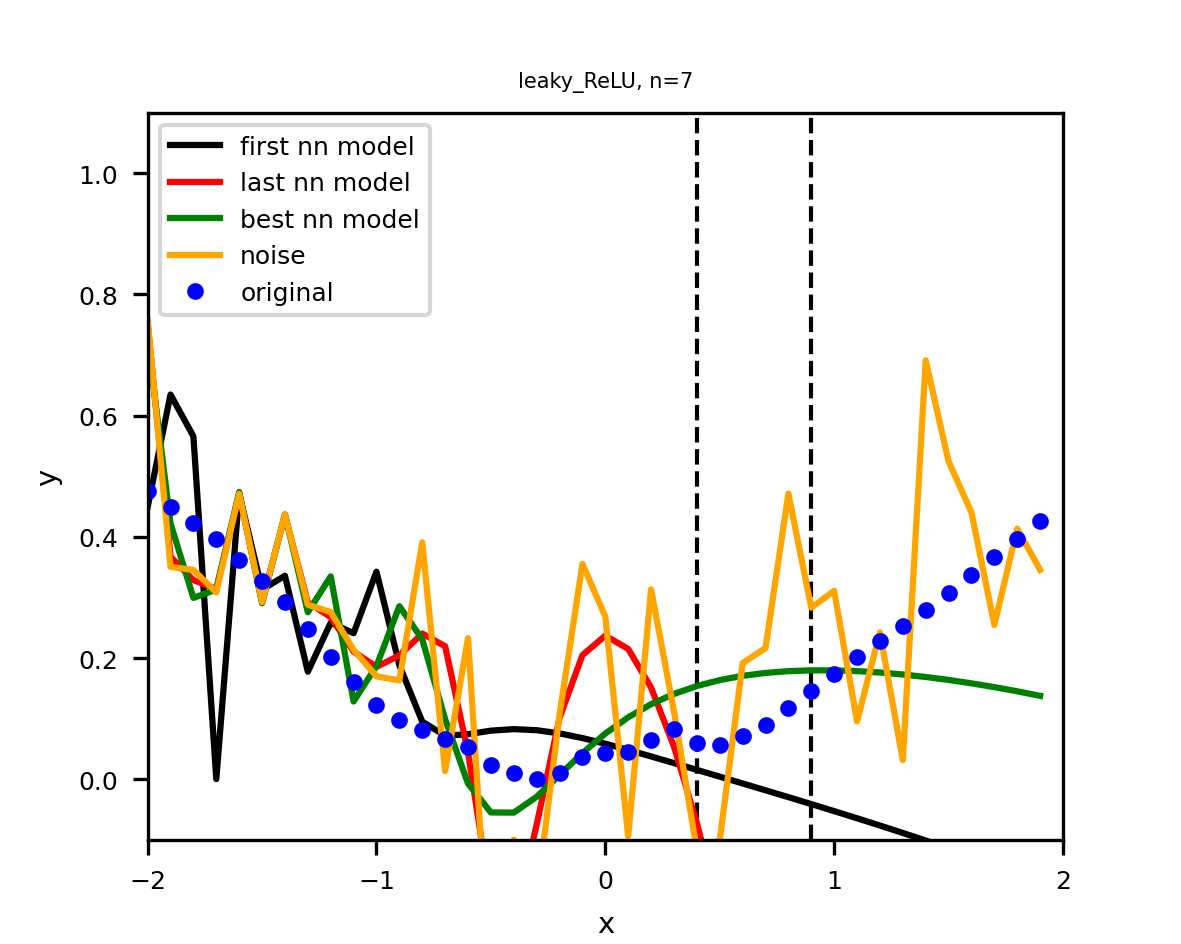 leaky_ReLU, n=7
first nn model
last nn model
best nn model
noise
original
1.0
0.8
0.6
0.4
0.2
0.0
y
−2
−1
0
1
2
x